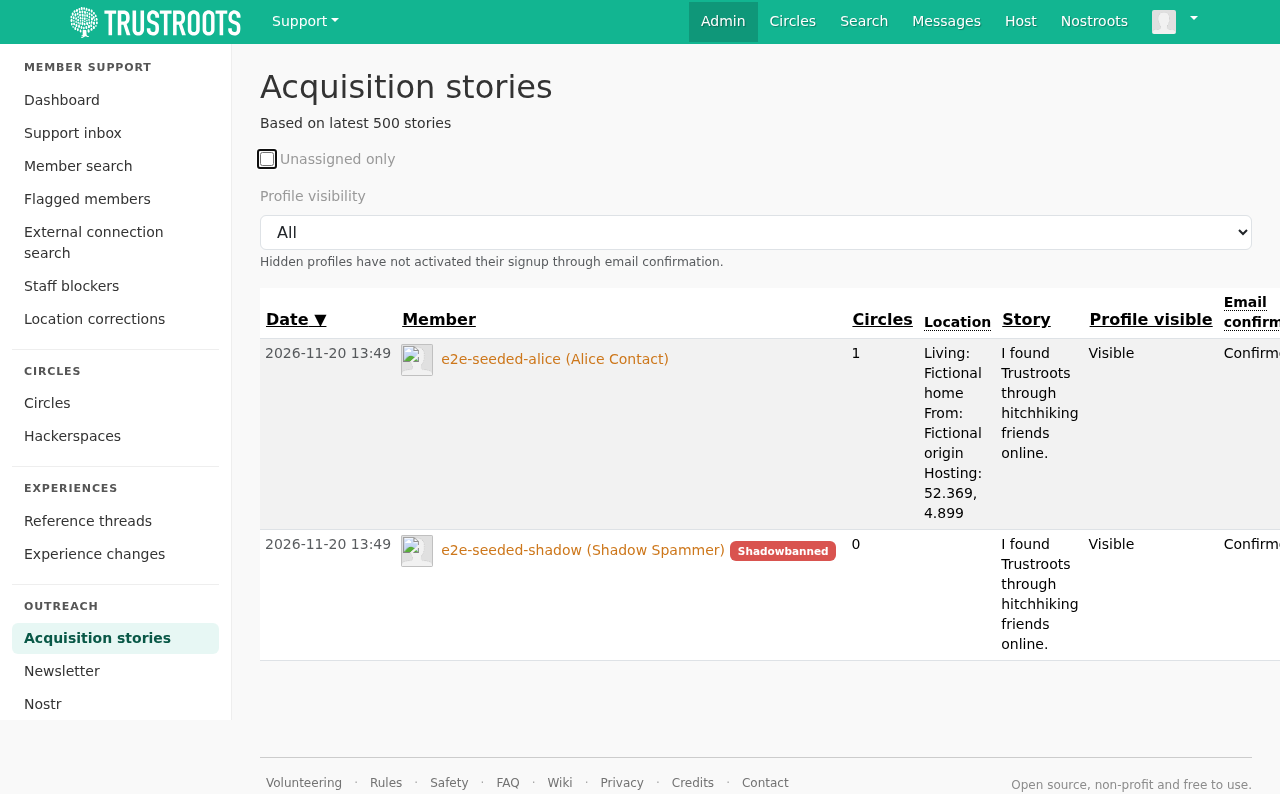 TRUSTROOTS
Support
Admin
Circles
Search
Messages
Host
Nostroots
MEMBER SUPPORT
Dashboard
Support inbox
Member search
Flagged members
External connection
search
Staff blockers
Location corrections
CIRCLES
Circles
Hackerspaces
EXPERIENCES
Reference threads
Experience changes
OUTREACH
Acquisition stories
Newsletter
Nostr
Acquisition stories
Based on latest 500 stories
Unassigned only
Profile visibility
All
Hidden profiles have not activated their signup through email confirmation.
Date ▼ Member Circles Location Story Profile visible Email
confirm
2026-11-20 13:49 e2e-seeded-alice (Alice Contact) 1
Living:
Fictional
home
From:
Fictional
origin
Hosting:
52.369,
4.899
I found
Trustroots
through
hitchhiking
friends
online.
Visible
Confirme
2026-11-20 13:49 e2e-seeded-shadow (Shadow Spammer) Shadowbanned 0
I found
Trustroots
through
hitchhiking
friends
online.
Visible
Confirme
Volunteering · Rules · Safety · FAQ · Wiki · Privacy · Credits · Contact
Open source, non-profit and free to use.